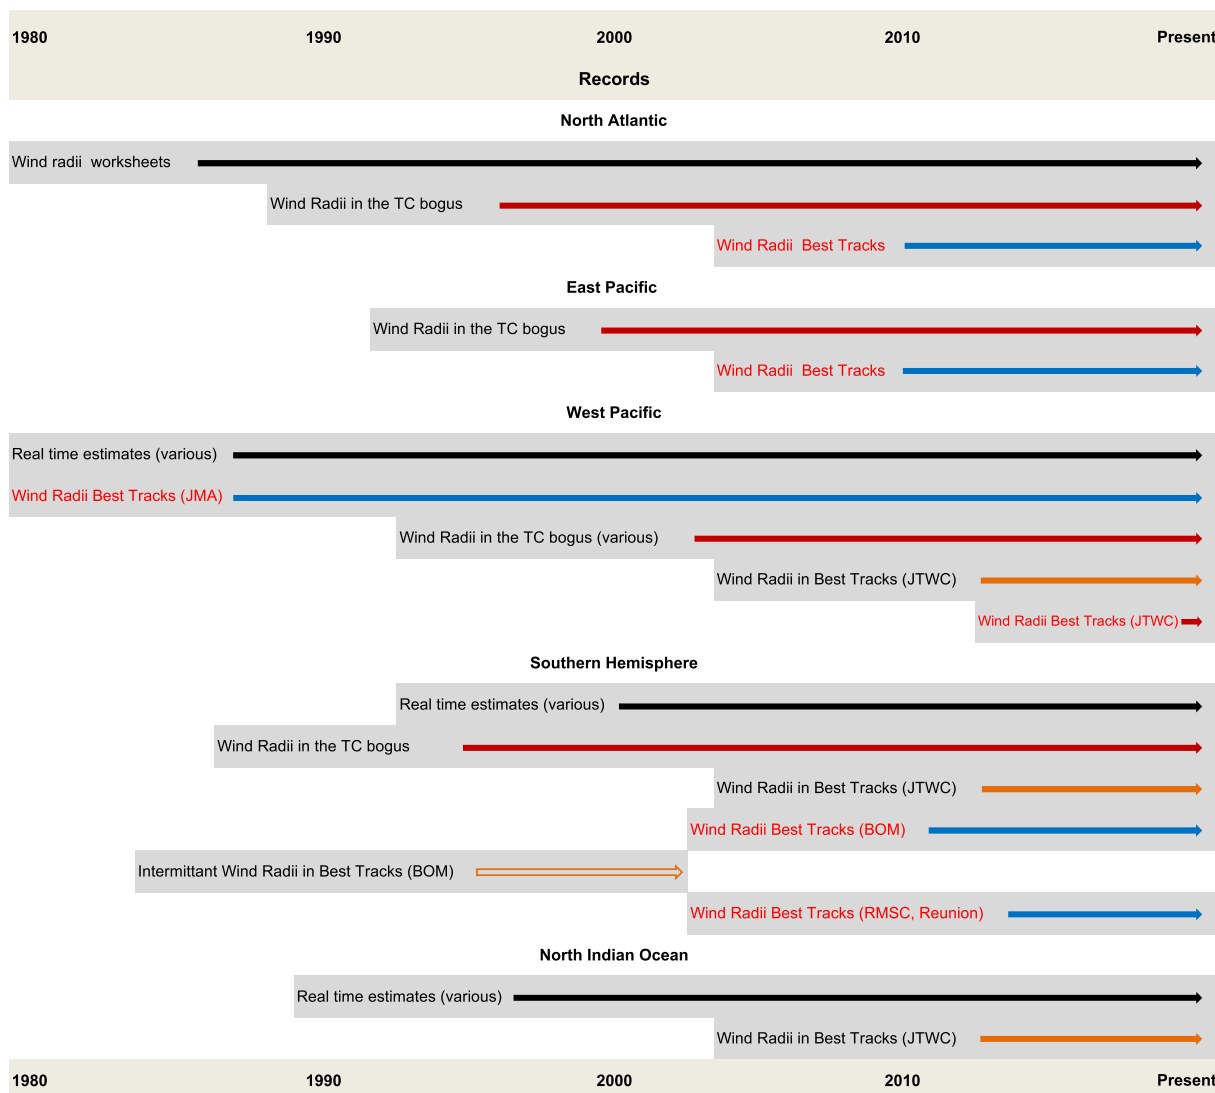 1980 1990 2000 2010 Present
Records
North Atlantic
Wind radii worksheets
Wind Radii in the TC bogus
Wind Radii Best Tracks
East Pacific
Wind Radii in the TC bogus
Wind Radii Best Tracks
West Pacific
Real time estimates (various)
Wind Radii Best Tracks (JMA)
Wind Radii in the TC bogus (various)
Wind Radii in Best Tracks (JTWC)
Wind Radii Best Tracks (JTWC)
Southern Hemisphere
Real time estimates (various)
Wind Radii in the TC bogus
Wind Radii in Best Tracks (JTWC)
Wind Radii Best Tracks (BOM)
Intermittant Wind Radii in Best Tracks (BOM)
Wind Radii Best Tracks (RMSC, Reunion)
North Indian Ocean
Real time estimates (various)
Wind Radii in Best Tracks (JTWC)
1980 1990 2000 2010 Present